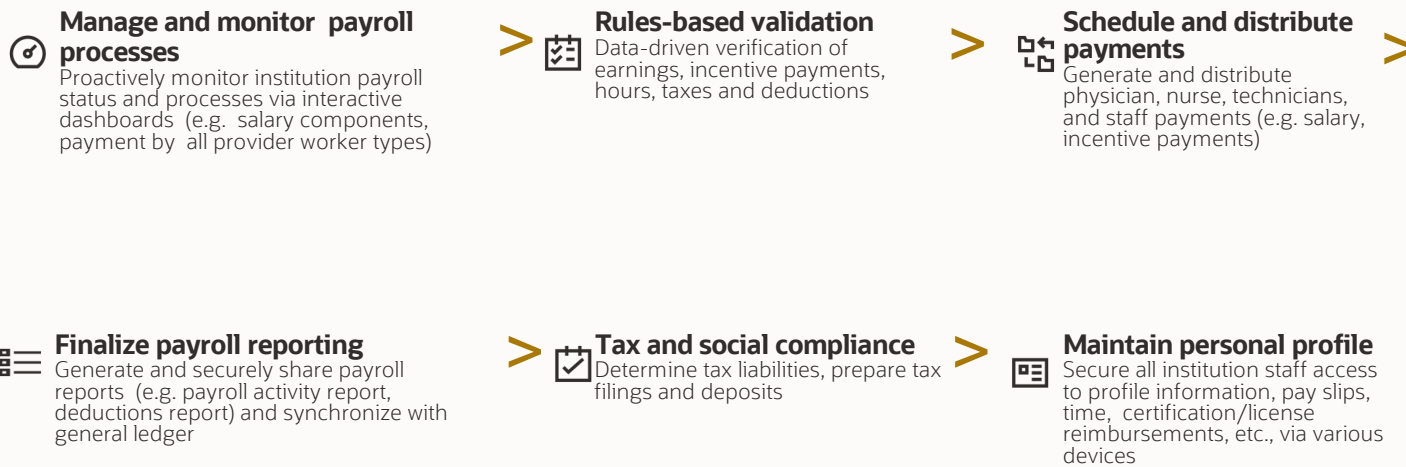 Manage and monitor payroll
processes
Proactively monitor institution payroll
status and processes via interactive
dashboards (e.g. salary components,
payment by all provider worker types)
>
Rules-based validation
Data-driven verification of
earnings, incentive payments,
hours, taxes and deductions
>
Schedule and distribute
payments
Generate and distribute
physician, nurse, technicians,
and staff payments (e.g. salary,
incentive payments)
>
Finalize payroll reporting
Generate and securely share payroll
reports (e.g. payroll activity report,
deductions report) and synchronize with
general ledger
>
Tax and social compliance
Determine tax liabilities, prepare tax
filings and deposits
>
Maintain personal profile
Secure all institution staff access
to profile information, pay slips,
time, certification/license
reimbursements, etc., via various
devices